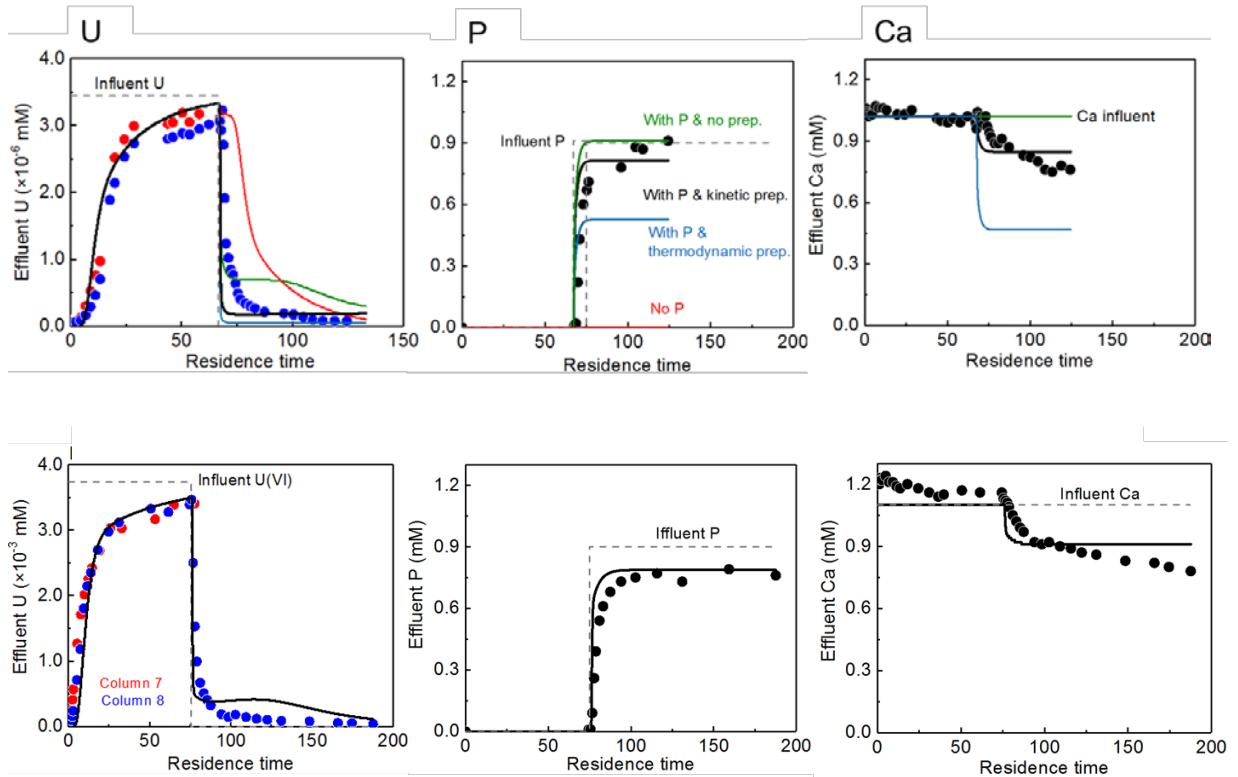 U
P
Ca
4.0
3.0
2.0
1.0
0.0
Effluent U (×10⁻⁶ mM)
Influent U
0
50
100
150
Residence time
1.2
0.9
0.6
0.3
0.0
Effluent P (mM)
Influent P
With P & no prep.
With P & kinetic prep.
With P &
thermodynamic prep.
No P
0
50
100
150
200
Residence time
1.2
0.9
0.6
0.3
0.0
Effluent Ca (mM)
Ca influent
0
50
100
150
200
Residence time
4.0
3.0
2.0
1.0
0.0
Effluent U (×10⁻³ mM)
Influent U(VI)
Column 7
Column 8
0
50
100
150
200
Residence time
1.2
0.9
0.6
0.3
0.0
Effluent P (mM)
Iffluent P
0
50
100
150
200
Residence time
1.2
0.9
0.6
0.3
0.0
Effluent Ca (mM)
Influent Ca
0
50
100
150
200
Residence time